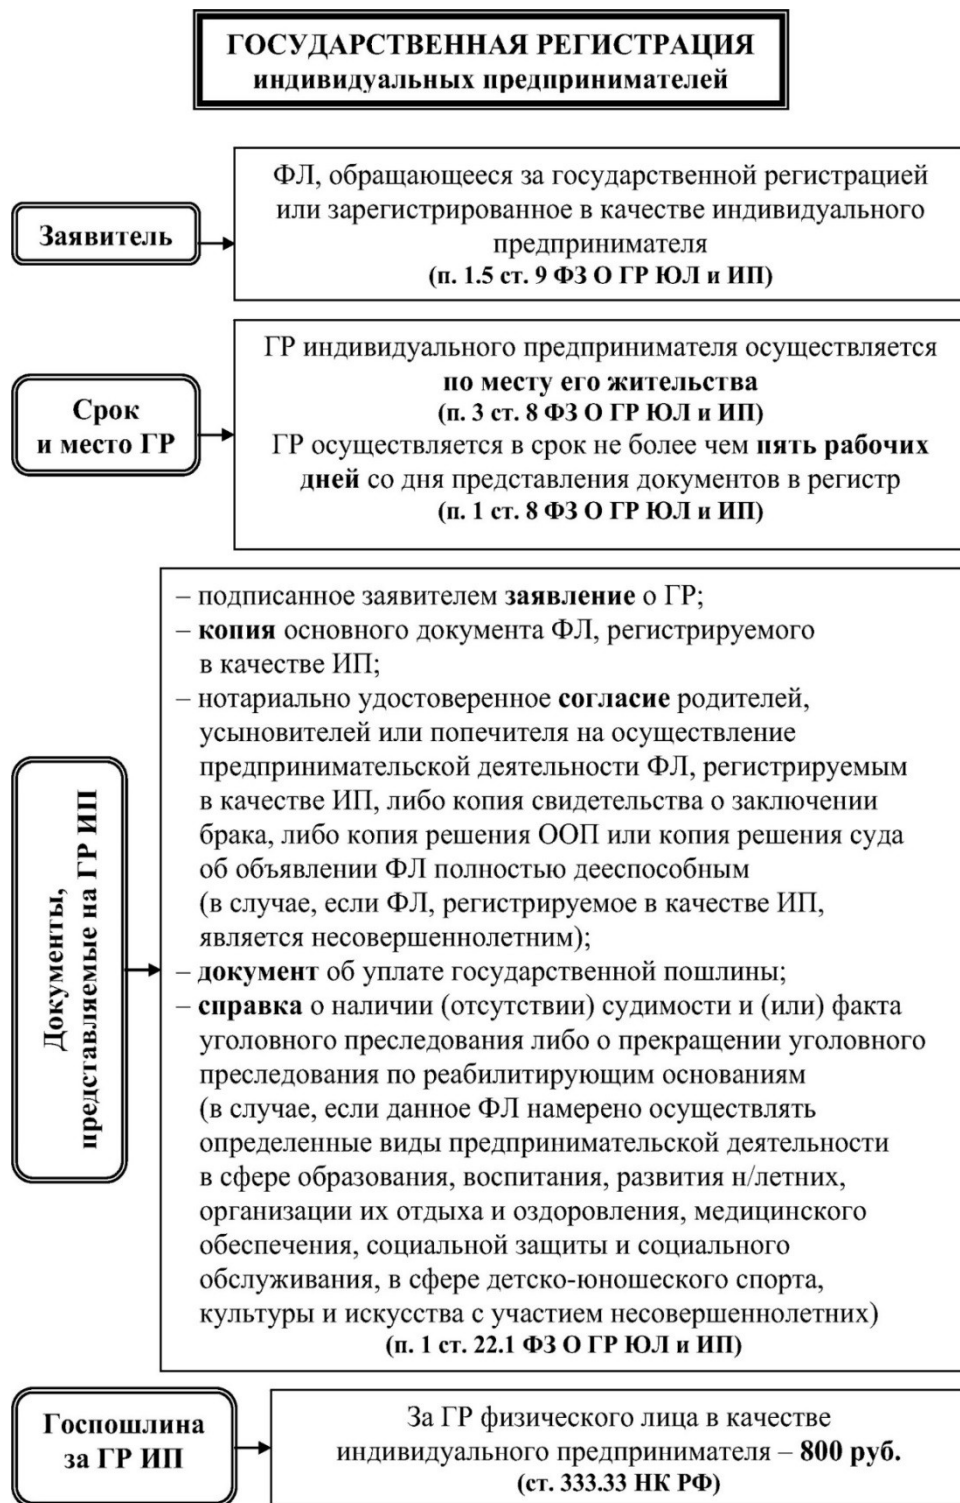 ГОСУДАРСТВЕННАЯ РЕГИСТРАЦИЯ
индивидуальных предпринимателей
Заявитель
ФЛ, обращающееся за государственной регистрацией
или зарегистрированное в качестве индивидуального
предпринимателя
(п. 1.5 ст. 9 ФЗ О ГР ЮЛ и ИП)
Срок
и место ГР
ГР индивидуального предпринимателя осуществляется
по месту его жительства
(п. 3 ст. 8 ФЗ О ГР ЮЛ и ИП)
ГР осуществляется в срок не более чем пять рабочих
дней со дня представления документов в регистр
(п. 1 ст. 8 ФЗ О ГР ЮЛ и ИП)
Документы,
представляемые на ГР ИП
– подписанное заявителем заявление о ГР;
– копия основного документа ФЛ, регистрируемого
в качестве ИП;
– нотариально удостоверенное согласие родителей,
усыновителей или попечителя на осуществление
предпринимательской деятельности ФЛ, регистрируемым
в качестве ИП, либо копия свидетельства о заключении
брака, либо копия решения ООП или копия решения суда
об объявлении ФЛ полностью дееспособным
(в случае, если ФЛ, регистрируемое в качестве ИП,
является несовершеннолетним);
– документ об уплате государственной пошлины;
– справка о наличии (отсутствии) судимости и (или) факта
уголовного преследования либо о прекращении уголовного
преследования по реабилитирующим основаниям
(в случае, если данное ФЛ намерено осуществлять
определенные виды предпринимательской деятельности
в сфере образования, воспитания, развития н/летних,
организации их отдыха и оздоровления, медицинского
обеспечения, социальной защиты и социального
обслуживания, в сфере детско-юношеского спорта,
культуры и искусства с участием несовершеннолетних)
(п. 1 ст. 22.1 ФЗ О ГР ЮЛ и ИП)
Госпошлина
за ГР ИП
За ГР физического лица в качестве
индивидуального предпринимателя – 800 руб.
(ст. 333.33 НК РФ)